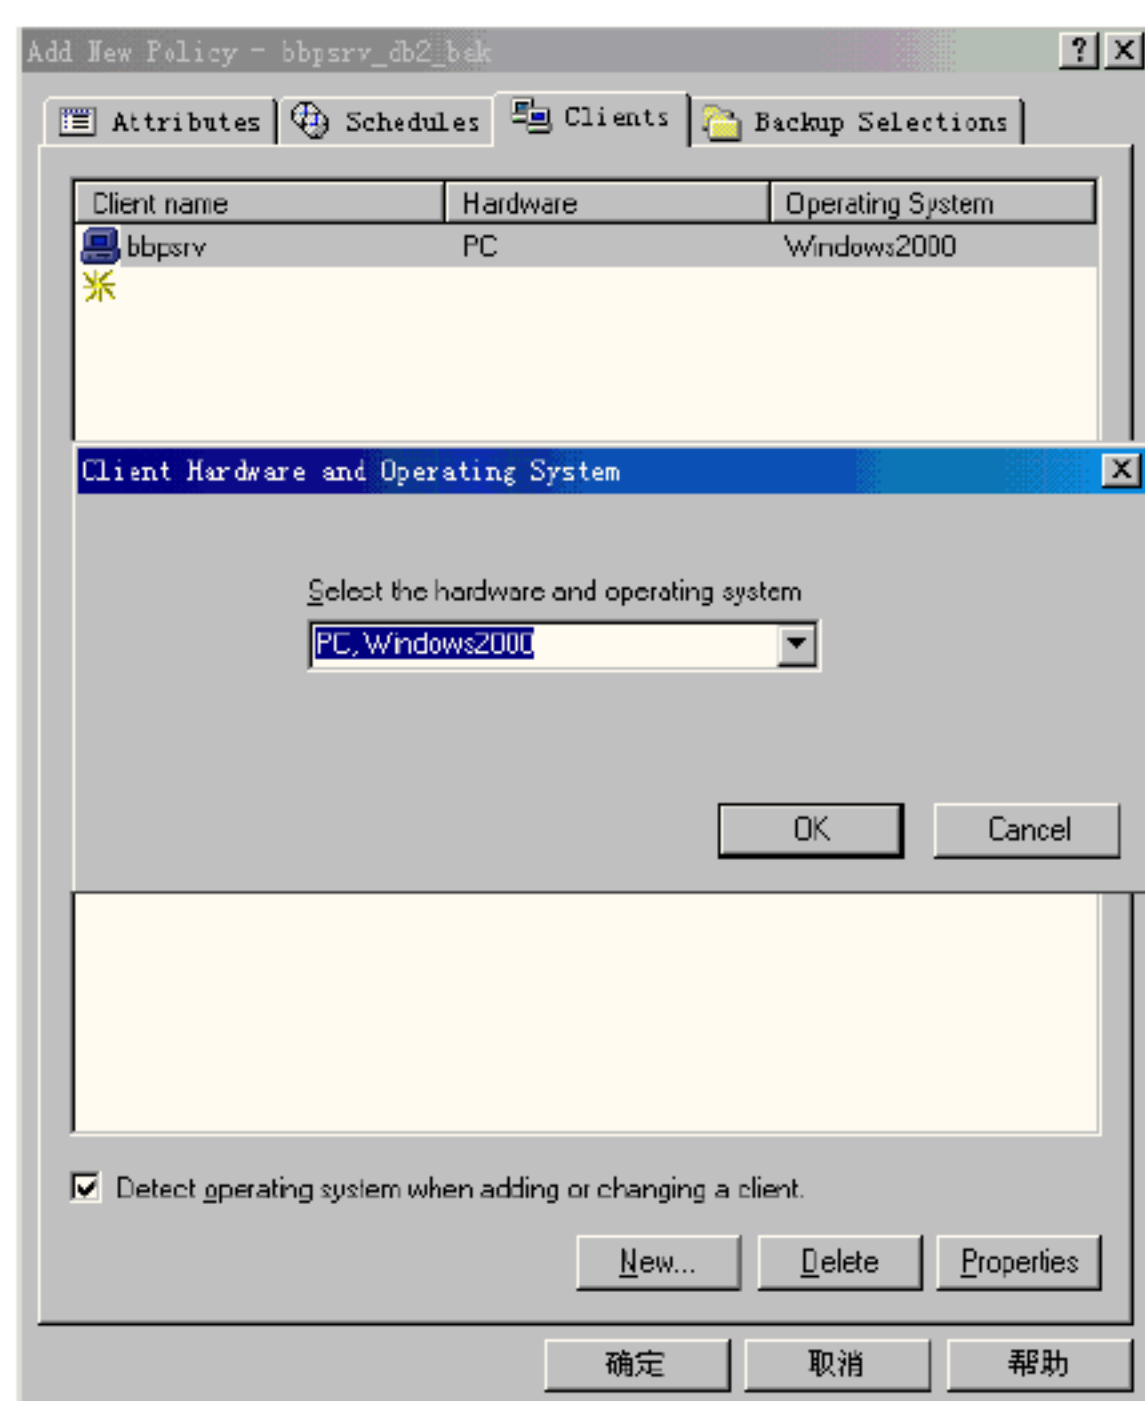 Add New Policy - bbpsrv_db2_bak
Attributes Schedules Clients Backup Selections
Client name Hardware Operating System
bbpsrv PC Windows2000
Client Hardware and Operating System
Select the hardware and operating system
PC, Windows2000
OK Cancel
Detect operating system when adding or changing a client.
New... Delete Properties
确定 取消 帮助